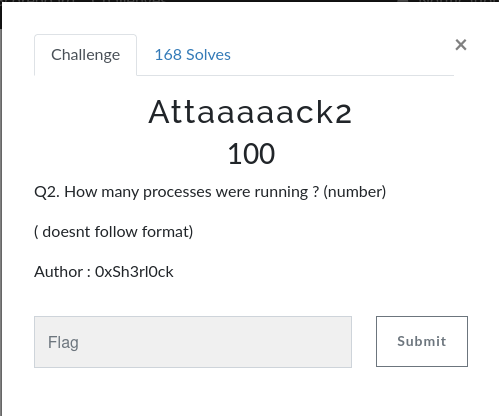 Challenge
168 Solves
×
Attaaaaack2
100
Q2. How many processes were running ? (number)
( doesnt follow format)
Author : 0xSh3rl0ck
Flag
Submit